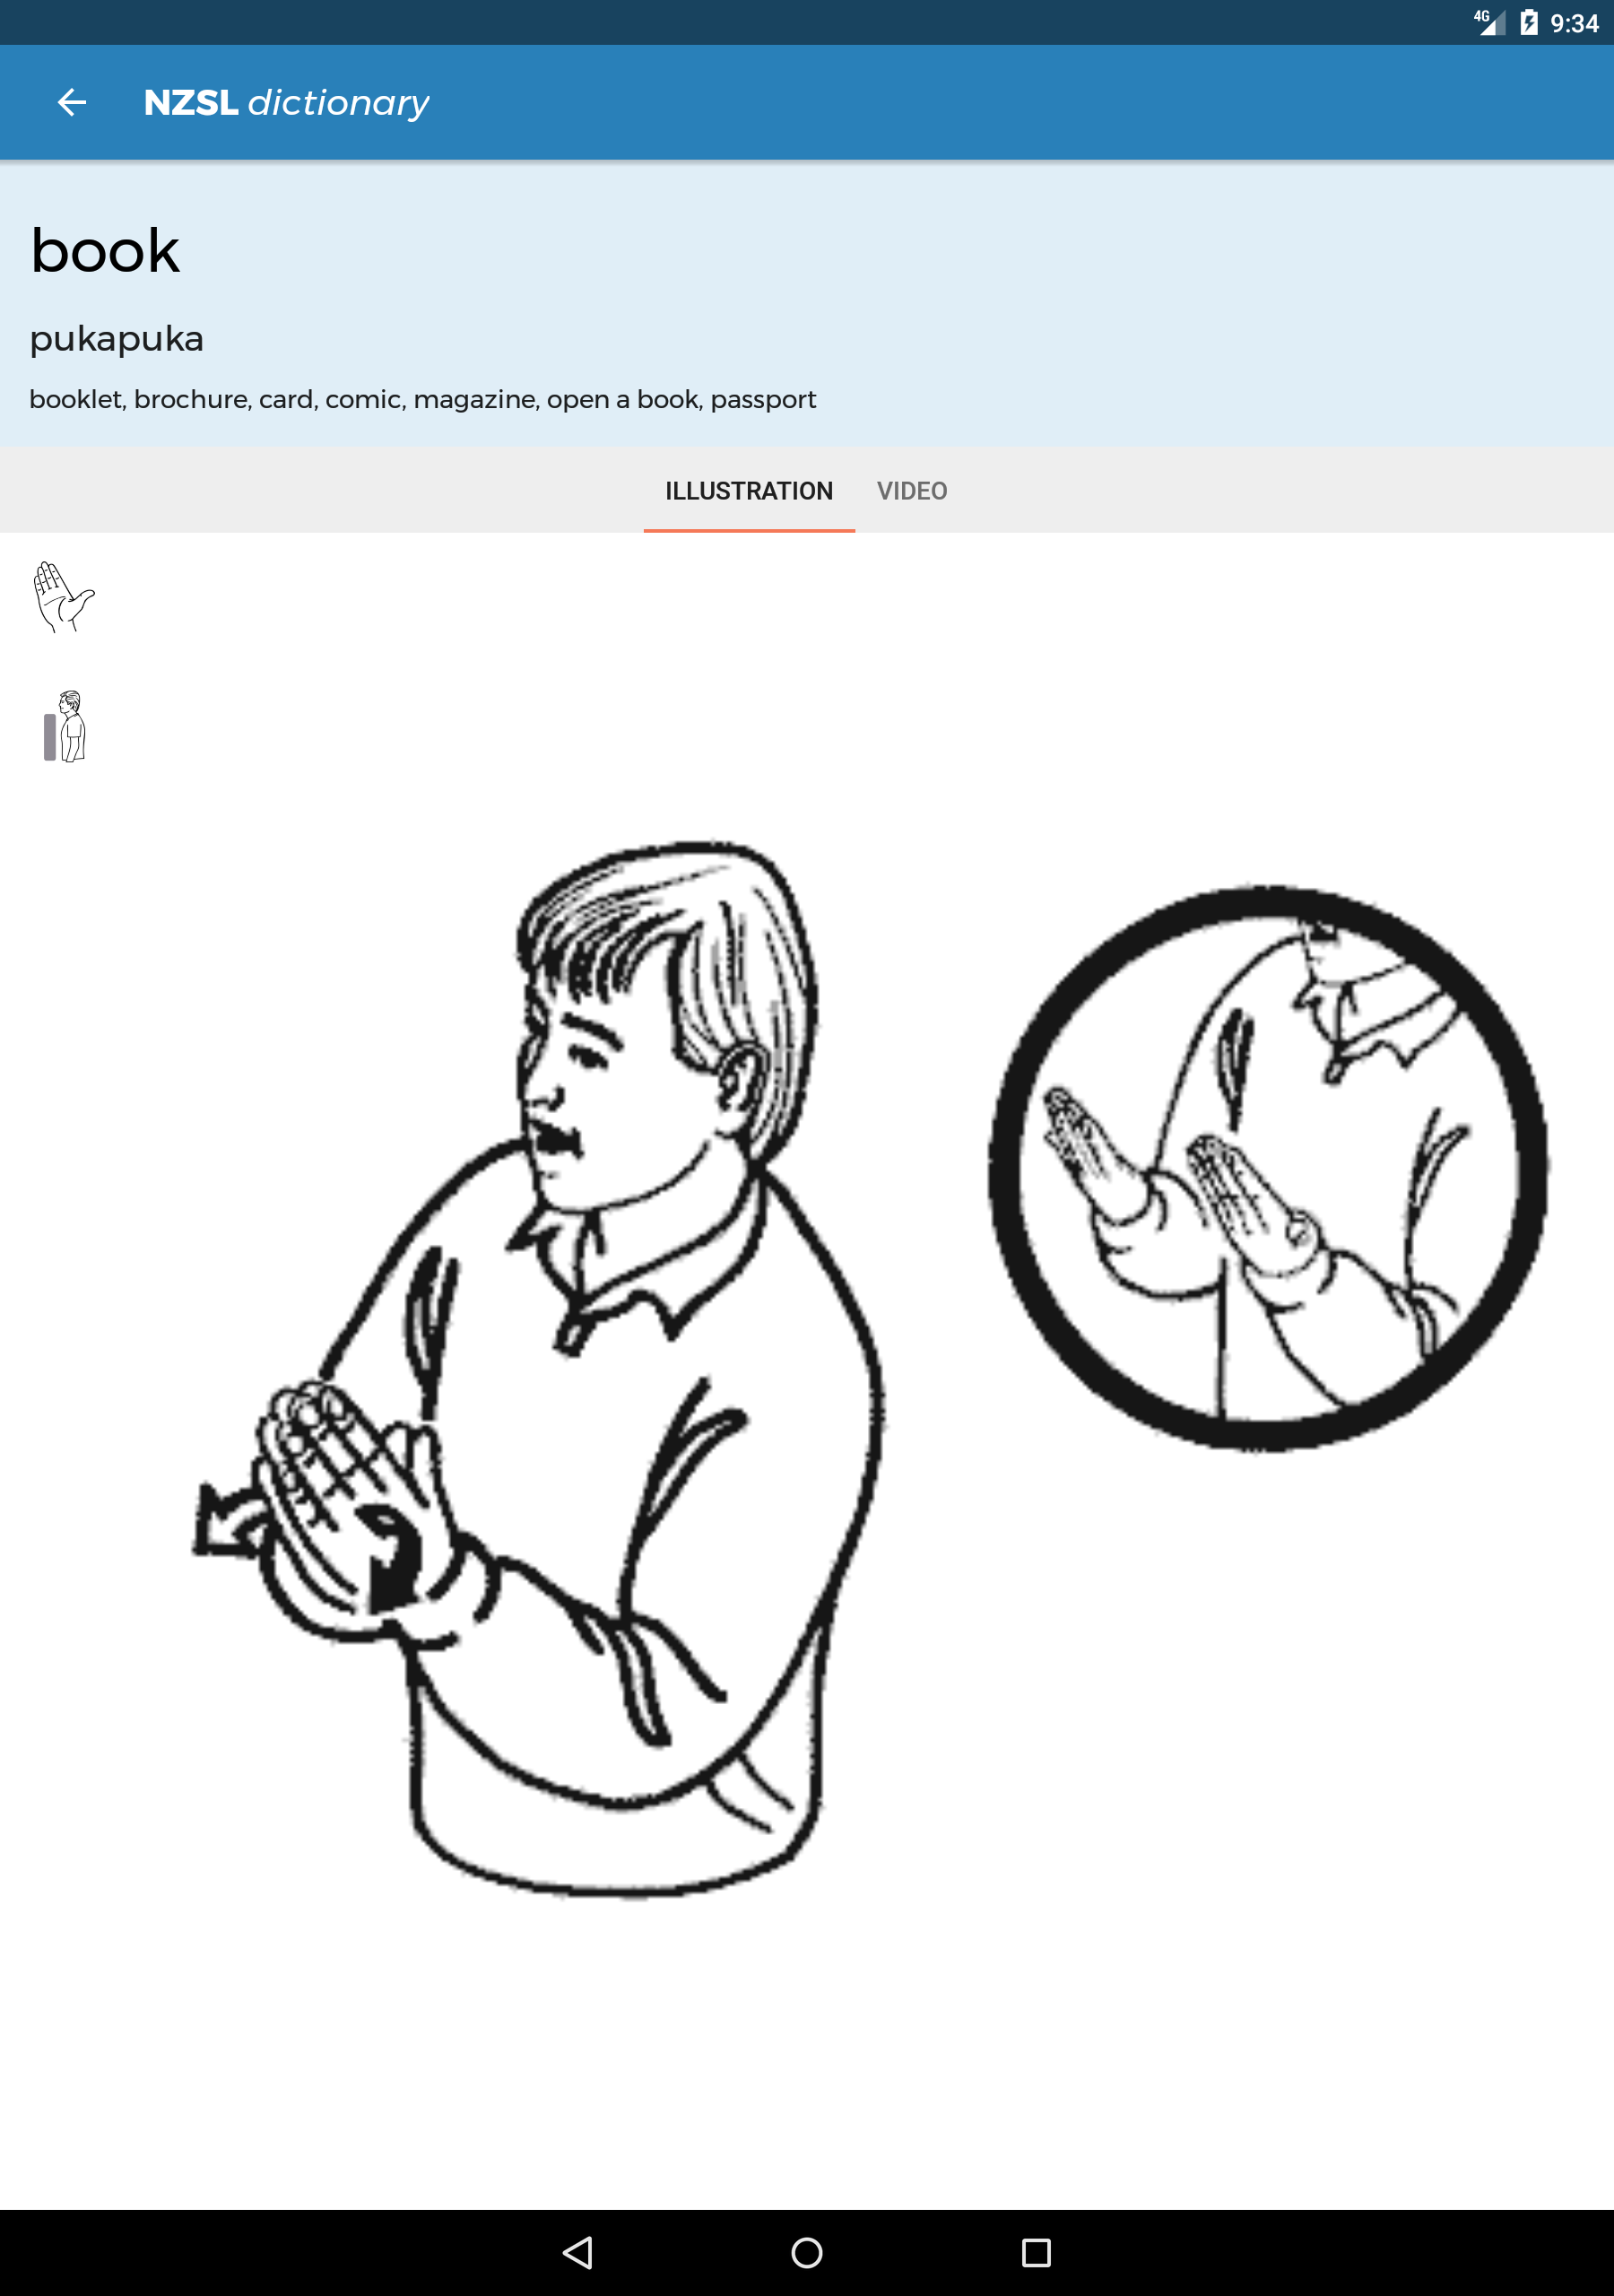 4G 9:34
NZSL dictionary
book
pukapuka
booklet, brochure, card, comic, magazine, open a book, passport
ILLUSTRATION VIDEO